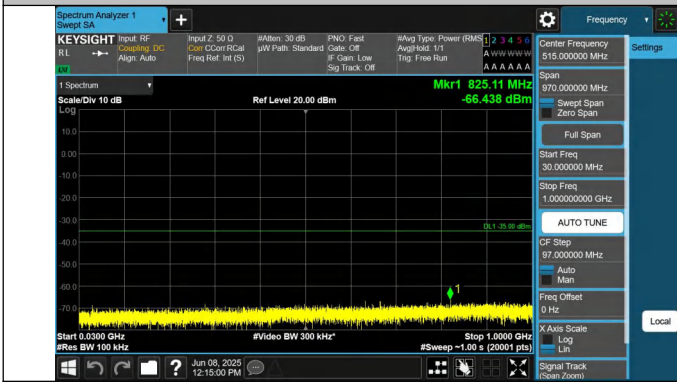 Spectrum Analyzer 1
Swept SA
+
Frequency
KEYSIGHT
RL
LXI
Input: RF
Coupling: DC
Align: Auto
Input Z: 50 Ω
Corr CCorr RCal
Freq Ref: Int (S)
#Atten: 30 dB
µW Path: Standard
PNO: Fast
Gate: Off
IF Gain: Low
Sig Track: Off
#Avg Type: Power (RMS
Avg|Hold: 1/1
Trig: Free Run
1 2 3 4 5 6
A W W W W W
A A A A A A
1 Spectrum
Mkr1 825.11 MHz
Scale/Div 10 dB
Ref Level 20.00 dBm
-66.438 dBm
Log
10.0
0.00
-10.0
-20.0
-30.0
DL1 -35.00 dBm
-40.0
-50.0
-60.0
1
-70.0
Start 0.0300 GHz
#Video BW 300 kHz*
Stop 1.0000 GHz
#Res BW 100 kHz
#Sweep ~1.00 s (20001 pts)
?
Jun 08, 2025
12:15:00 PM
Center Frequency
515.000000 MHz
Settings
Span
970.000000 MHz
Swept Span
Zero Span
Full Span
Start Freq
30.000000 MHz
Stop Freq
1.000000000 GHz
AUTO TUNE
CF Step
97.000000 MHz
Auto
Man
Freq Offset
0 Hz
X Axis Scale
Log
Lin
Local
Signal Track
(Span Zoom)